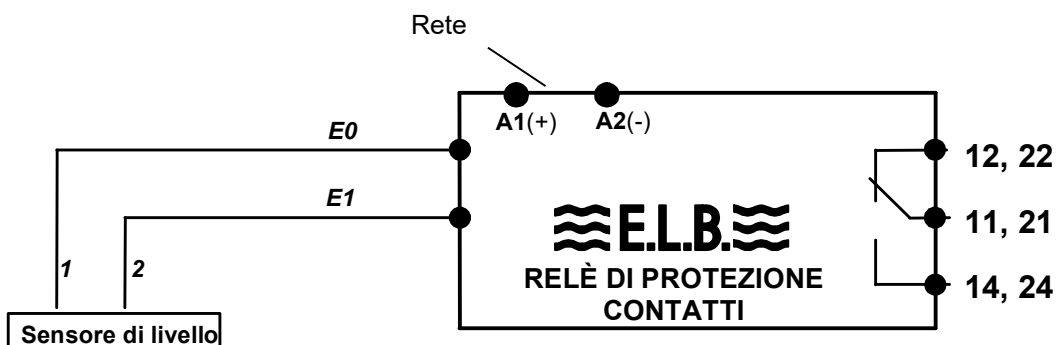 Rete
A1(+) A2(-)
E0
12, 22
E1
11, 21
E.L.B.
1 2
RELÈ DI PROTEZIONE
CONTATTI
14, 24
Sensore di livello